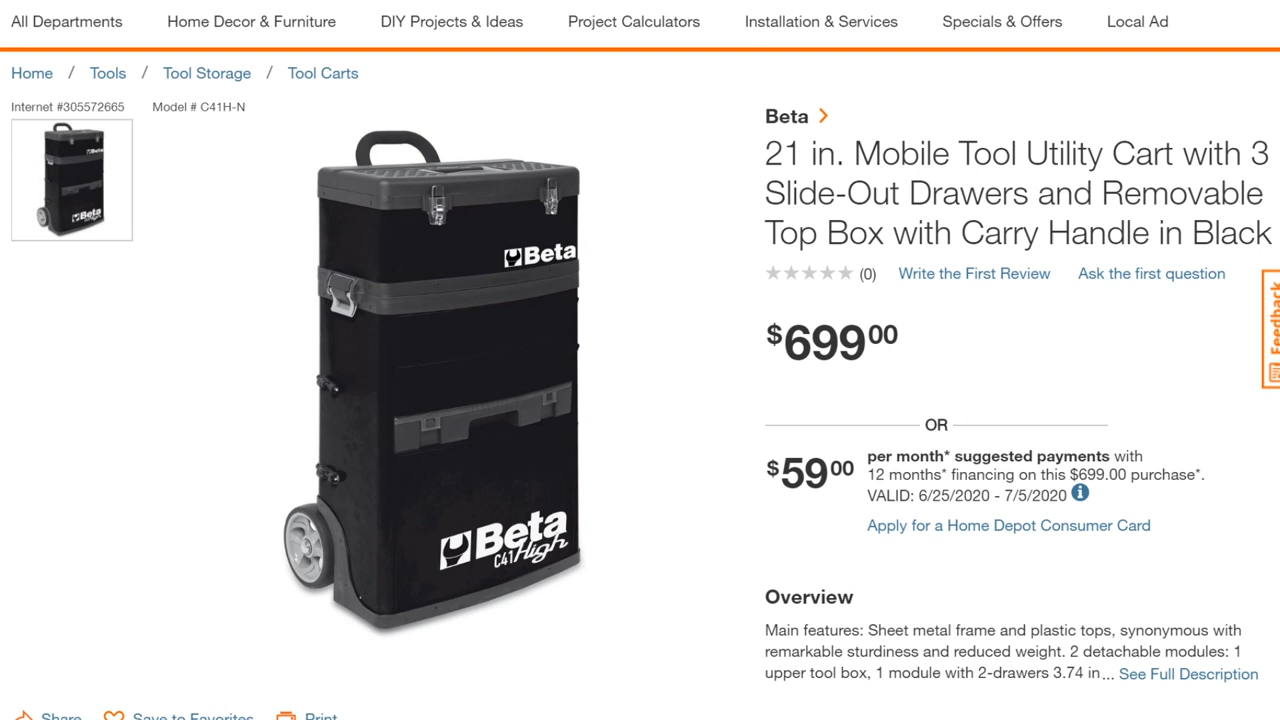 All Departments Home Decor & Furniture DIY Projects & Ideas Project Calculators Installation & Services Specials & Offers Local Ad
Home / Tools / Tool Storage / Tool Carts
Internet #305572665 Model # C41H-N
Beta
Beta
Beta
Beta
C41 High
Beta
21 in. Mobile Tool Utility Cart with 3
Slide-Out Drawers and Removable
Top Box with Carry Handle in Black
(0) Write the First Review Ask the first question
$699 00
Feedback
OR
$59 00 per month* suggested payments with
12 months* financing on this $699.00 purchase*.
VALID: 6/25/2020 - 7/5/2020
Apply for a Home Depot Consumer Card
Overview
Main features: Sheet metal frame and plastic tops, synonymous with
remarkable sturdiness and reduced weight. 2 detachable modules: 1
upper tool box, 1 module with 2-drawers 3.74 in... See Full Description
Share Save to Favorites Print